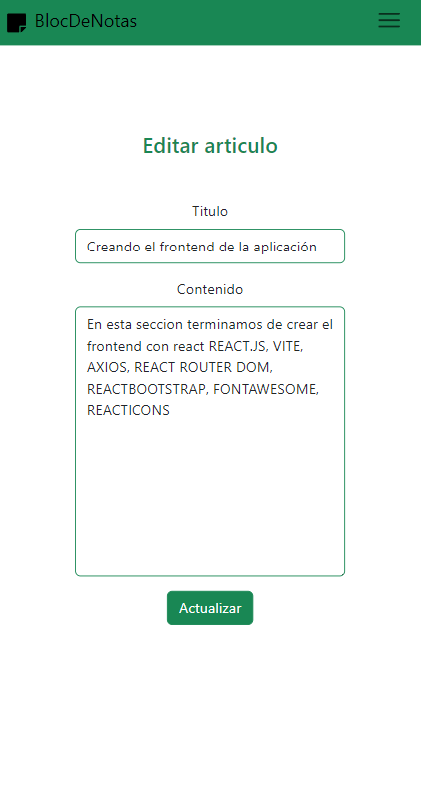 BlocDeNotas
Editar articulo
Titulo
Creando el frontend de la aplicación
Contenido
En esta seccion terminamos de crear el
frontend con react REACT.JS, VITE,
AXIOS, REACT ROUTER DOM,
REACTBOOTSTRAP, FONTAWESOME,
REACTICONS
Actualizar